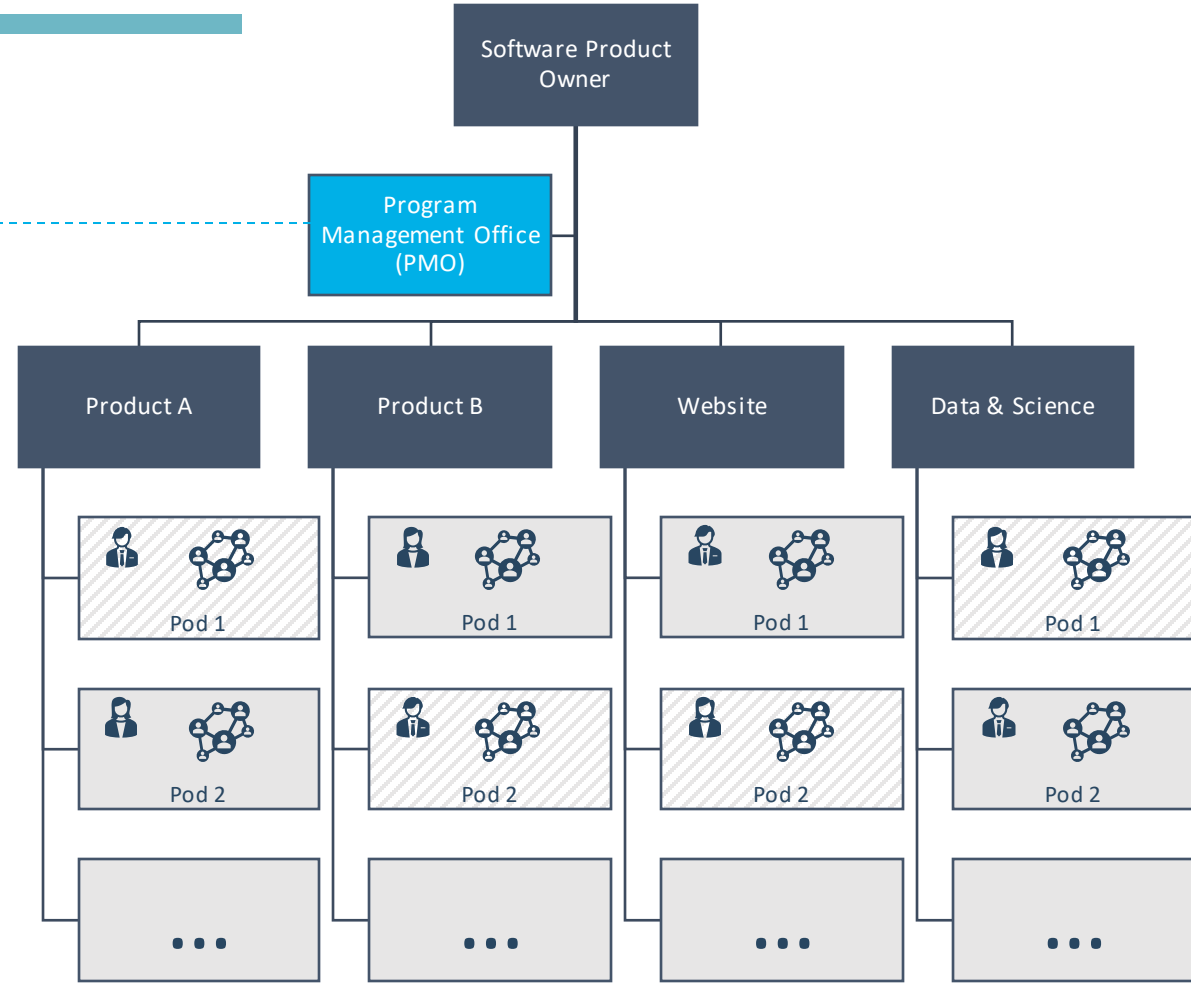 Software Product
Owner
Program
Management Office
(PMO)
Product A
Product B
Website
Data & Science
Pod 1
Pod 1
Pod 1
Pod 1
Pod 2
Pod 2
Pod 2
Pod 2
...
...
...
...